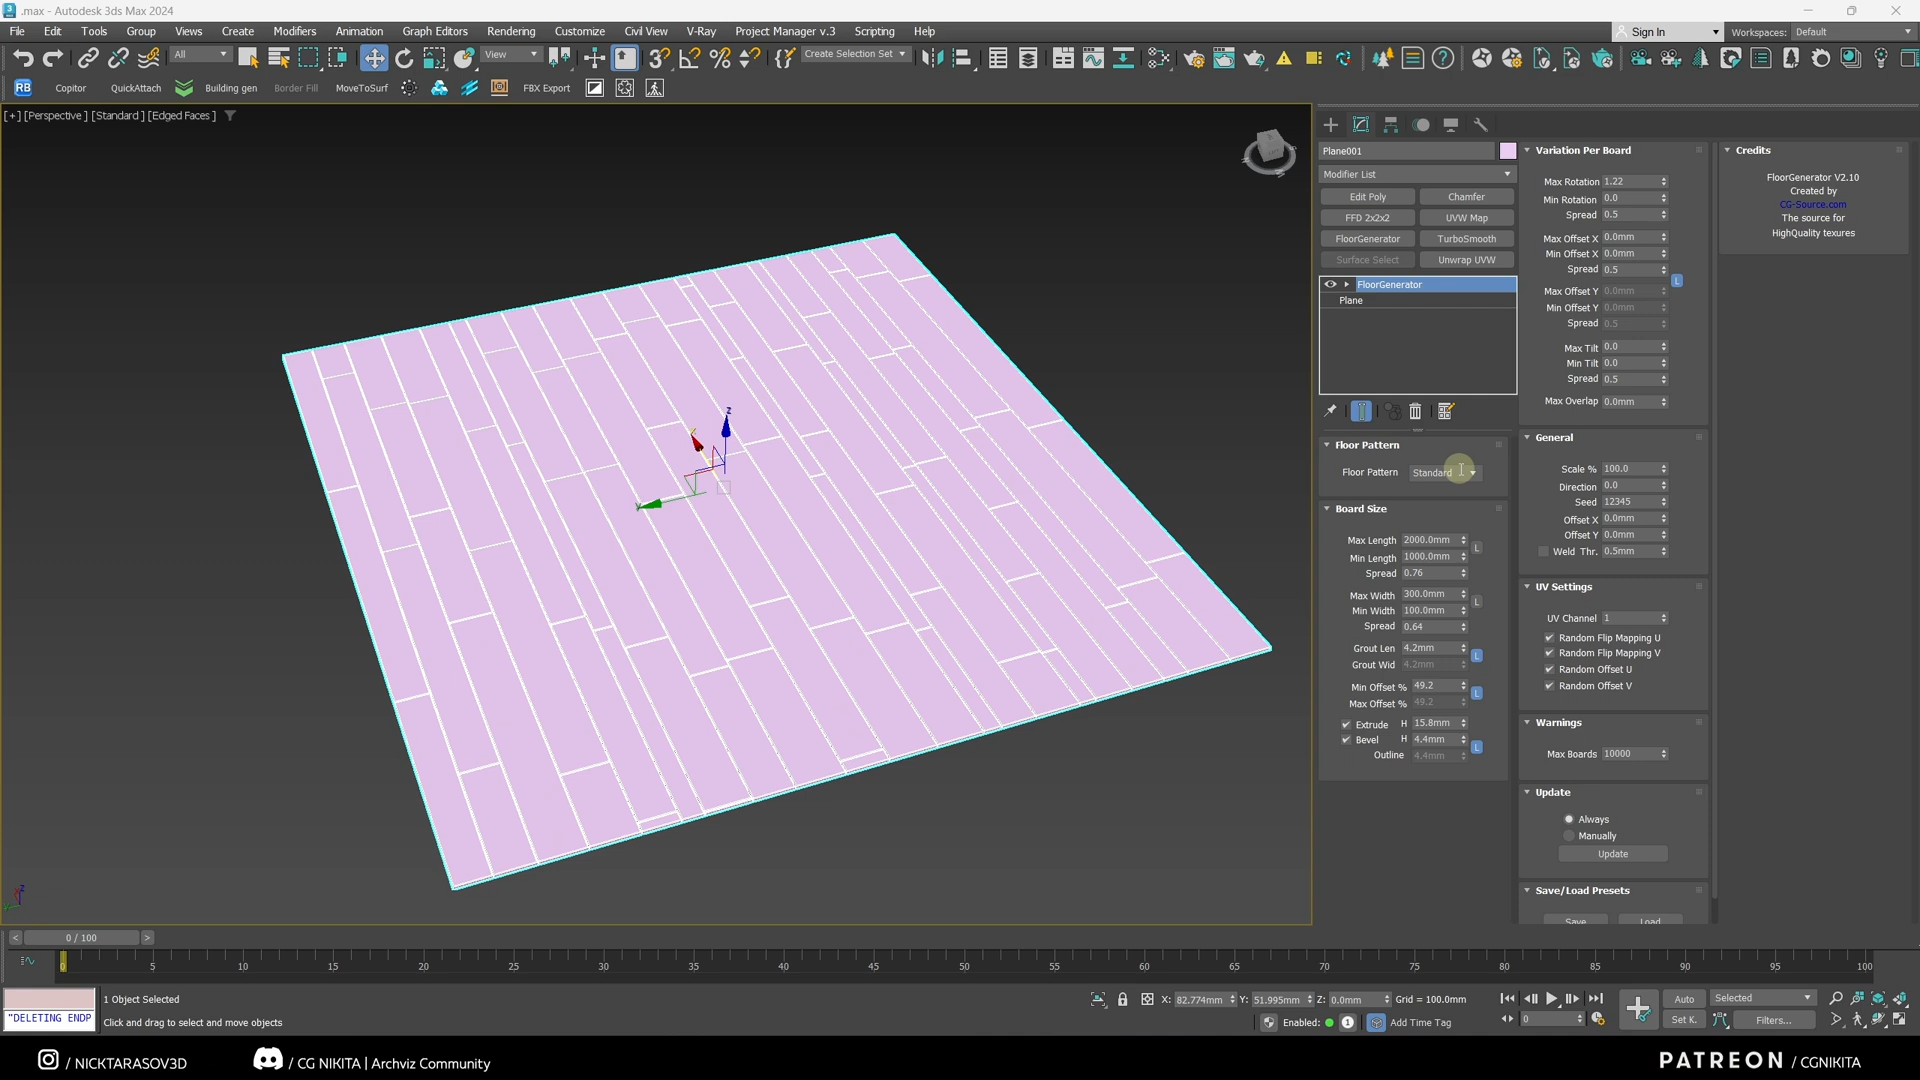 .max - Autodesk 3ds Max 2024
File Edit Tools Group Views Create Modifiers Animation Graph Editors Rendering Customize Civil View V-Ray Project Manager v.3 Scripting Help
Sign In Workspaces: Default
All View Create Selection Set
RB Copitor QuickAttach Building gen Border Fill MoveToSurf FBX Export
[+] [Perspective ] [Standard ] [Edged Faces ]
Plane001
Modifier List
Edit Poly Chamfer
FFD 2x2x2 UVW Map
FloorGenerator TurboSmooth
Surface Select Unwrap UVW
FloorGenerator
Plane
Floor Pattern
Floor Pattern Standard
Board Size
Max Length 2000.0mm
L
Min Length 1000.0mm
Spread 0.76
Max Width 300.0mm
L
Min Width 100.0mm
Spread 0.64
Grout Len 4.2mm
L
Grout Wid 4.2mm
Min Offset % 49.2
L
Max Offset % 49.2
Extrude H 15.8mm
Bevel H 4.4mm
L
Outline 4.4mm
Variation Per Board
Max Rotation 1.22
Min Rotation 0.0
Spread 0.5
Max Offset X 0.0mm
Min Offset X 0.0mm
Spread 0.5
L
Max Offset Y 0.0mm
Min Offset Y 0.0mm
Spread 0.5
Max Tilt 0.0
Min Tilt 0.0
Spread 0.5
Max Overlap 0.0mm
General
Scale % 100.0
Direction 0.0
Seed 12345
Offset X 0.0mm
Offset Y 0.0mm
Weld Thr. 0.5mm
UV Settings
UV Channel 1
Random Flip Mapping U
Random Flip Mapping V
Random Offset U
Random Offset V
Warnings
Max Boards 10000
Update
Always
Manually
Update
Save/Load Presets
Save Load
Credits
FloorGenerator V2.10
Created by
CG-Source.com
The source for
HighQuality texures
z
< 0 / 100 >
0 5 10 15 20 25 30 35 40 45 50 55 60 65 70 75 80 85 90 95 100
1 Object Selected
"DELETING ENDP
Click and drag to select and move objects
X: 82.774mm Y: 51.995mm Z: 0.0mm Grid = 100.0mm
Enabled: 1 Add Time Tag
0
Auto Selected
Set K. Filters...
/ NICKTARASOV3D
/ CG NIKITA | Archviz Community
PATREON / CGNIKITA